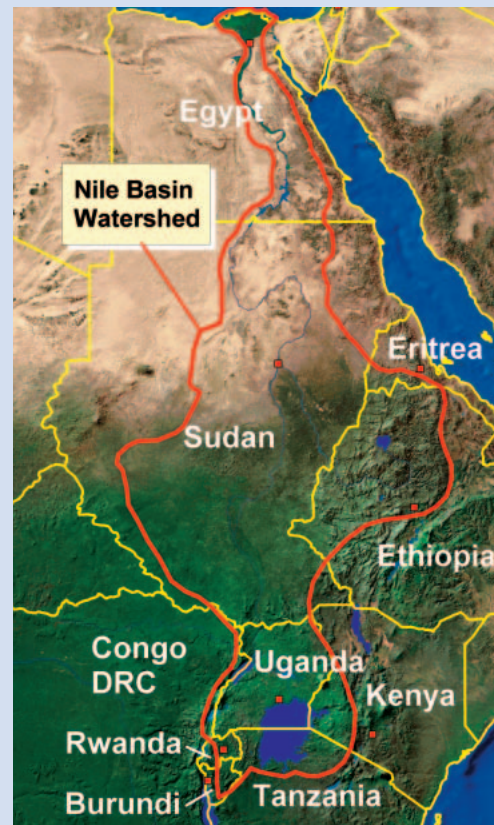 Egypt
Nile Basin
Watershed
Eritrea
Sudan
Ethiopia
Congo
DRC
Uganda
Kenya
Rwanda
Burundi
Tanzania